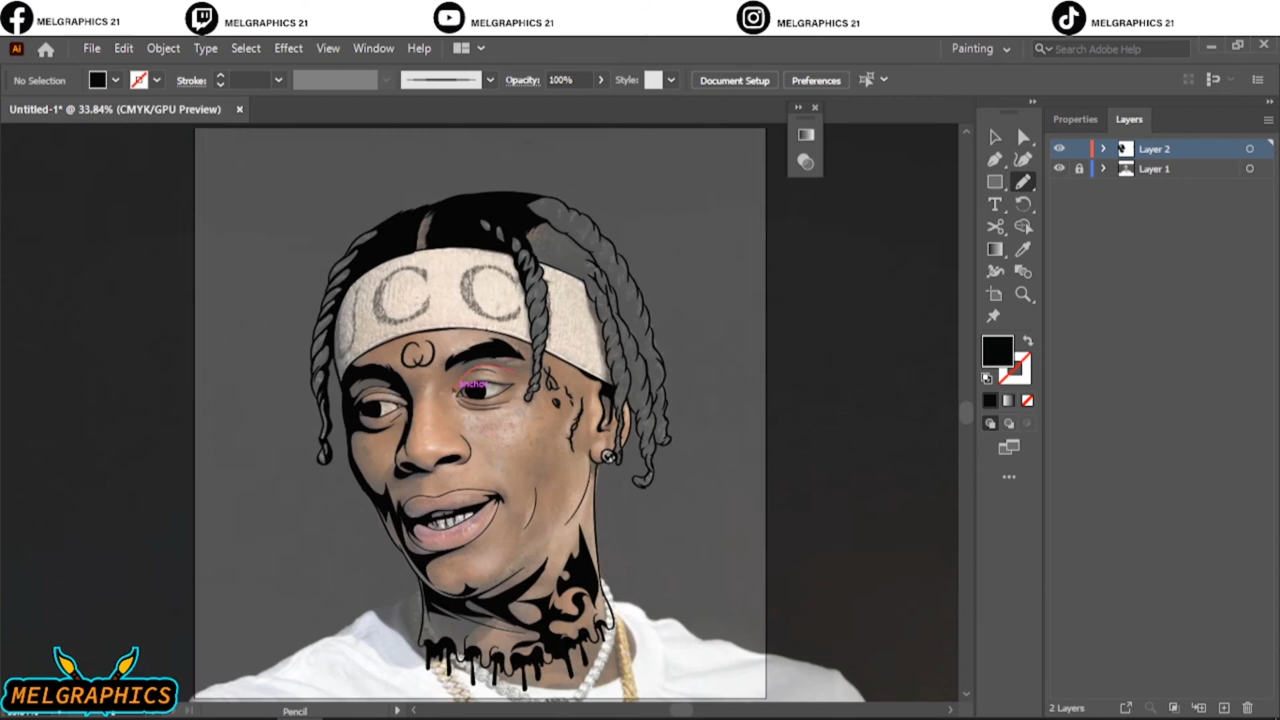 MELGRAPHICS 21 MELGRAPHICS 21 MELGRAPHICS 21 MELGRAPHICS 21 MELGRAPHICS 21
Ai File Edit Object Type Select Effect View Window Help Painting Search Adobe Help
No Selection Stroke: Opacity: 100% Style: Document Setup Preferences
Untitled-1* @ 33.84% (CMYK/GPU Preview)
Properties Layers
Layer 2
Layer 1
C C
anchor
MELGRAPHICS
Pencil
2 Layers